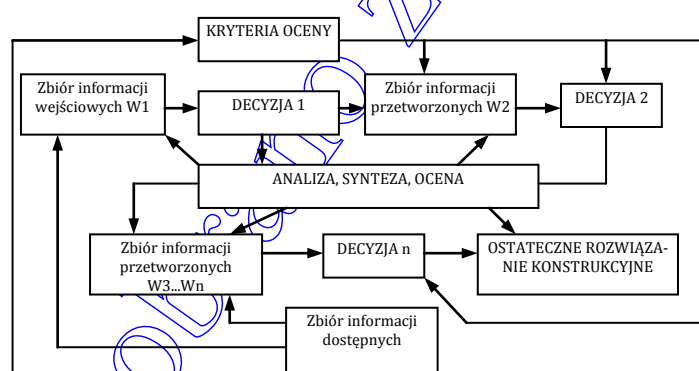 KRYTERIA OCENY
Zbiór informacji
wejściowych W1
DECYZJA 1
Zbiór informacji
przetworzonych W2
DECYZJA 2
ANALIZA, SYNTEZA, OCENA
Zbiór informacji
przetworzonych
W3...Wn
DECYZJA n
OSTATECZNE ROZWIĄZA-
NIE KONSTRUKCYJNE
Zbiór informacji
dostępnych